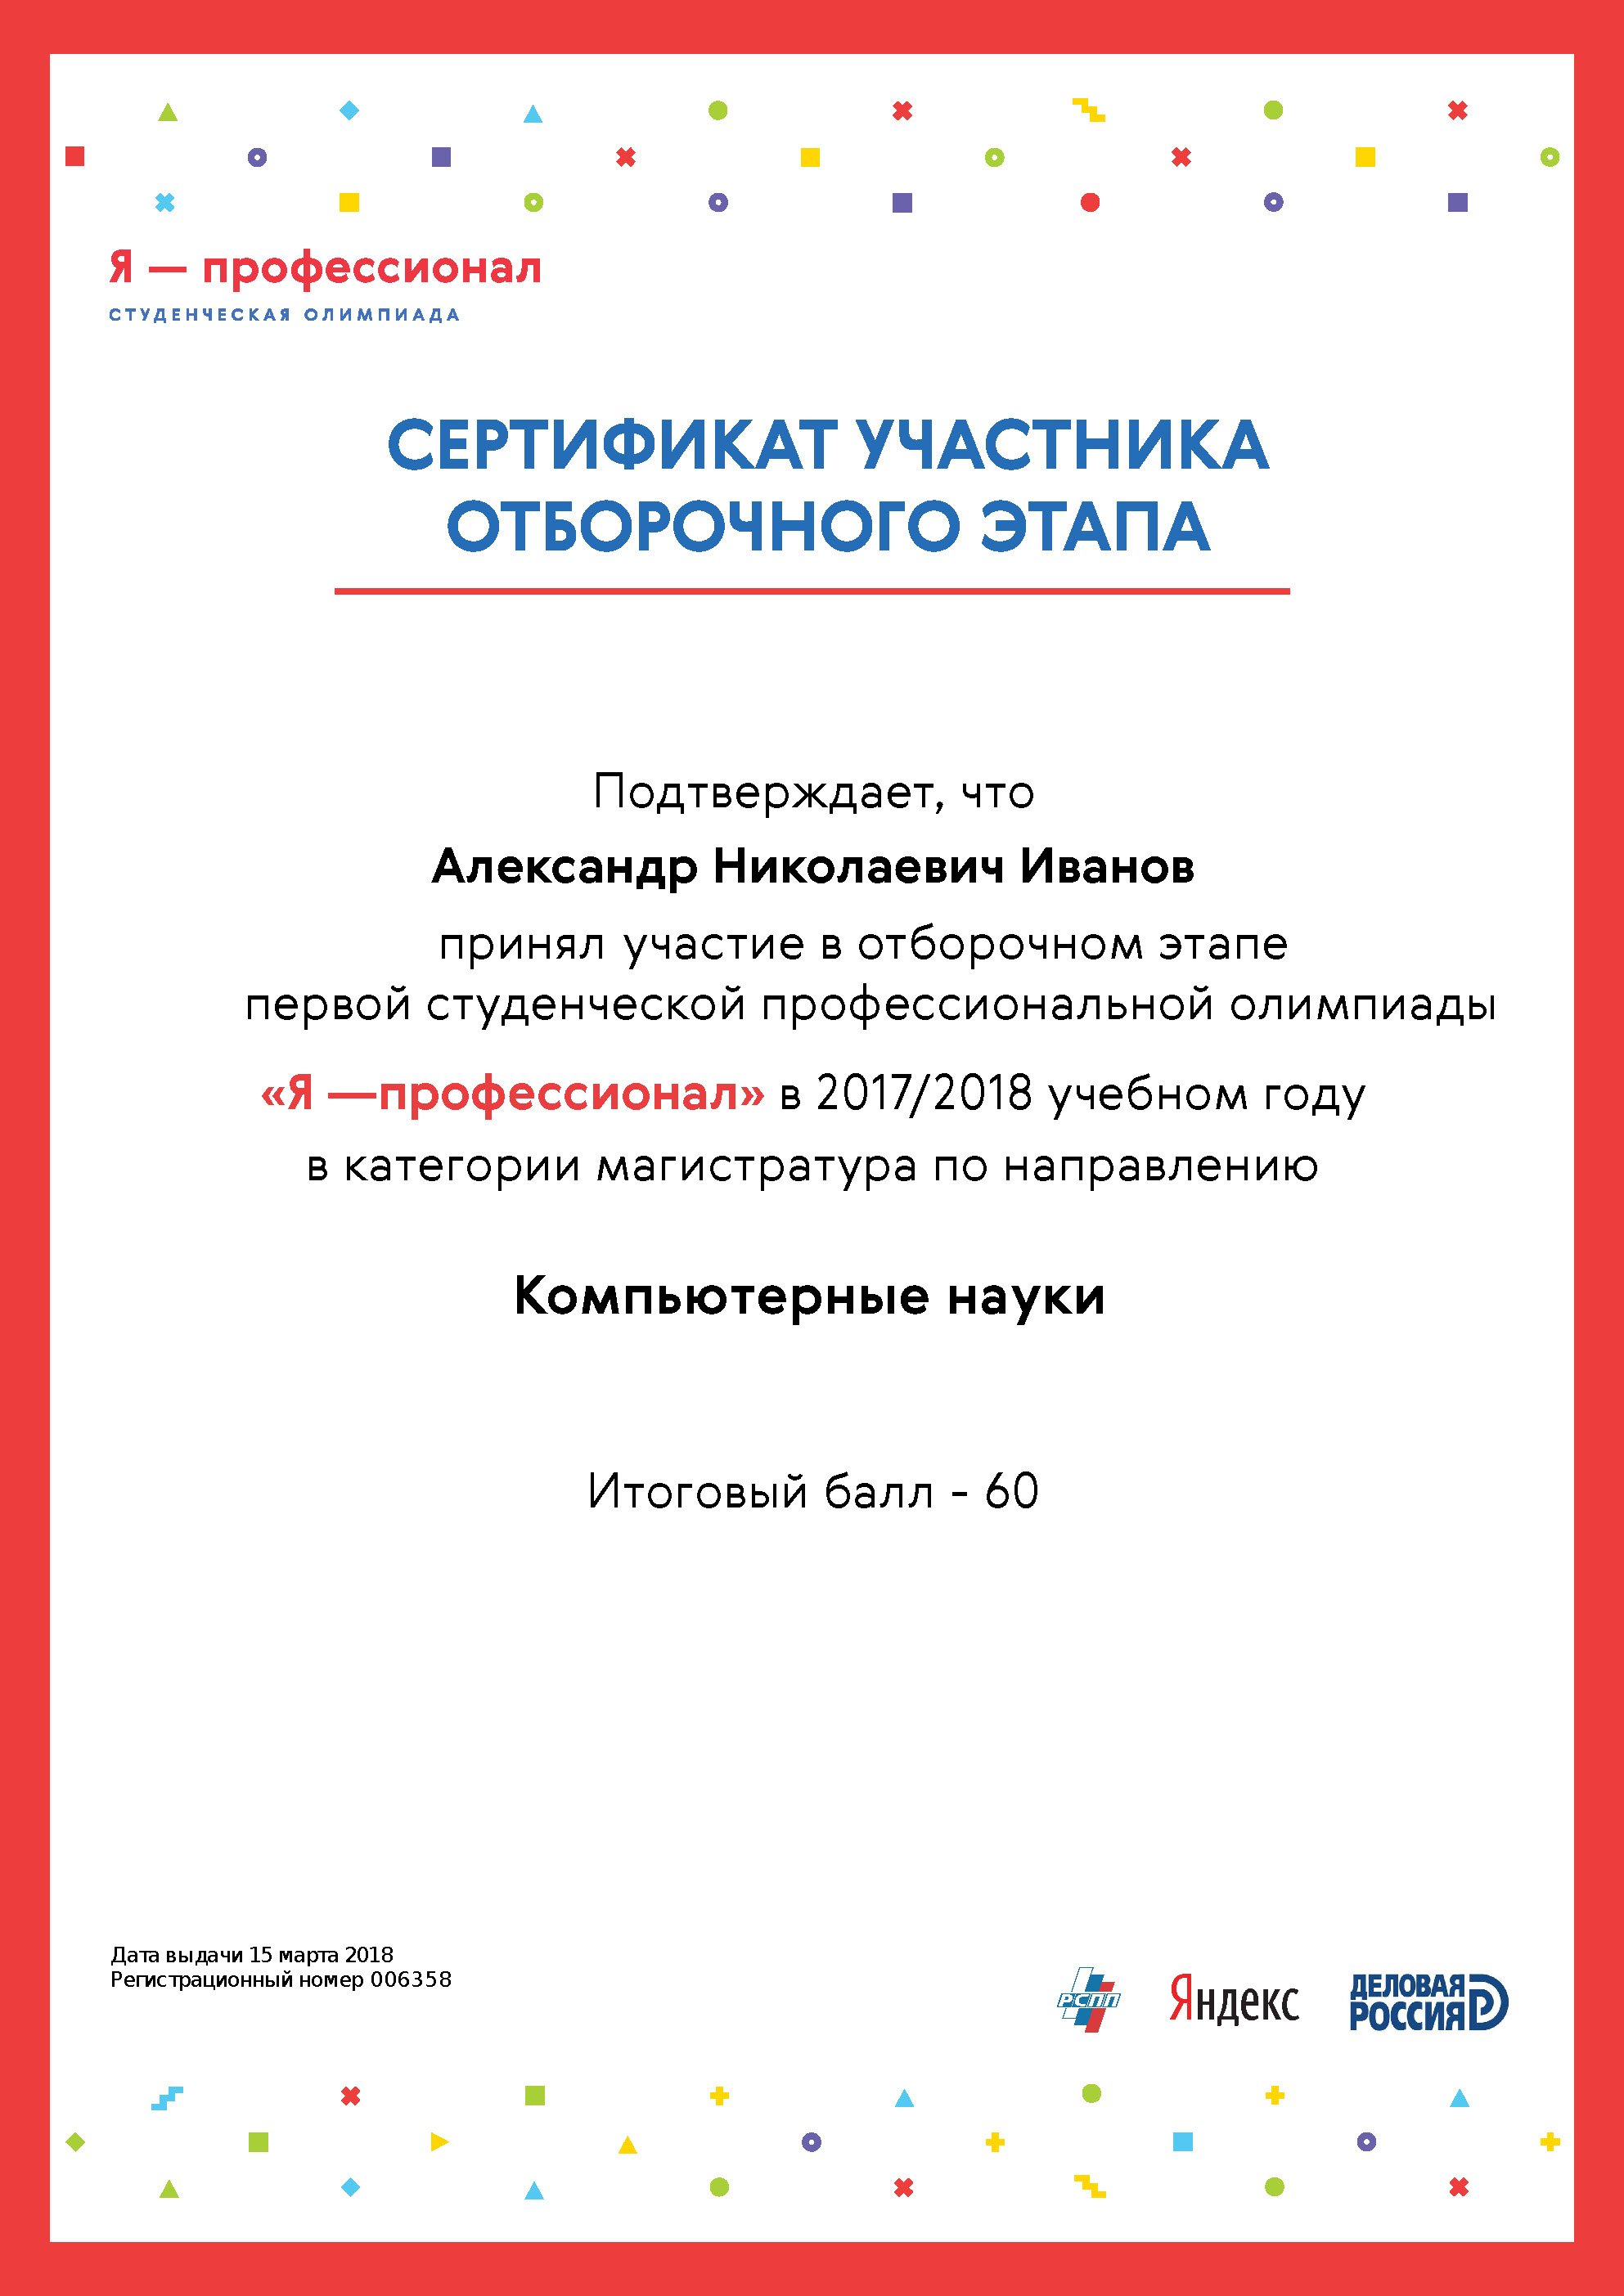 Я — профессионал
СТУДЕНЧЕСКАЯ ОЛИМПИАДА
СЕРТИФИКАТ УЧАСТНИКА
ОТБОРОЧНОГО ЭТАПА
Подтверждает, что
Александр Николаевич Иванов
принял участие в отборочном этапе
первой студенческой профессиональной олимпиады
«Я —профессионал» в 2017/2018 учебном году
в категории магистратура по направлению
Компьютерные науки
Итоговый балл - 60
Дата выдачи 15 марта 2018
Регистрационный номер 006358
РСПП
Яндекс
ДЕЛОВАЯ
РОССИЯ